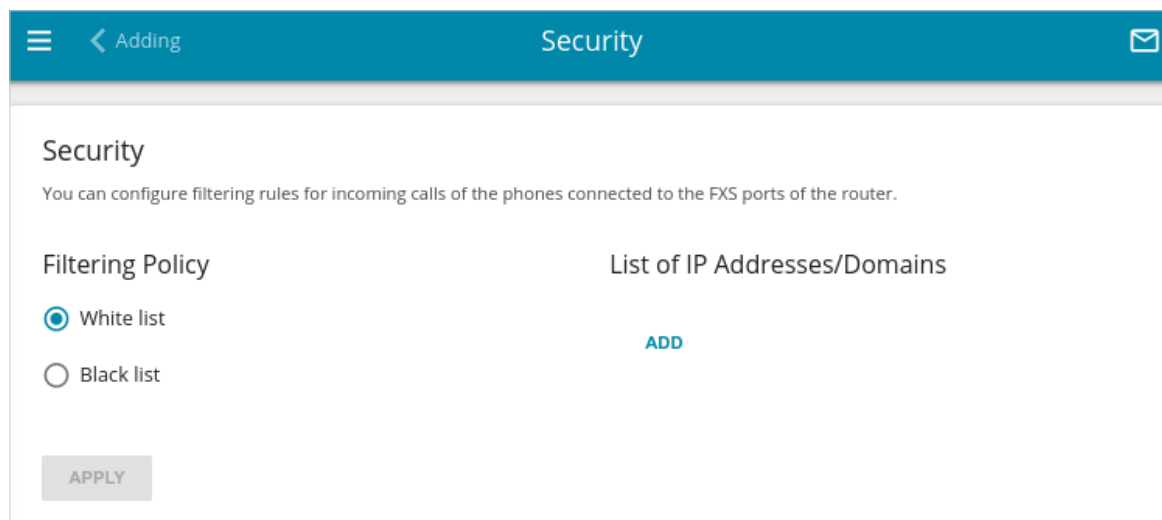 Adding
Security
Security
You can configure filtering rules for incoming calls of the phones connected to the FXS ports of the router.
Filtering Policy
List of IP Addresses/Domains
White list
ADD
Black list
APPLY